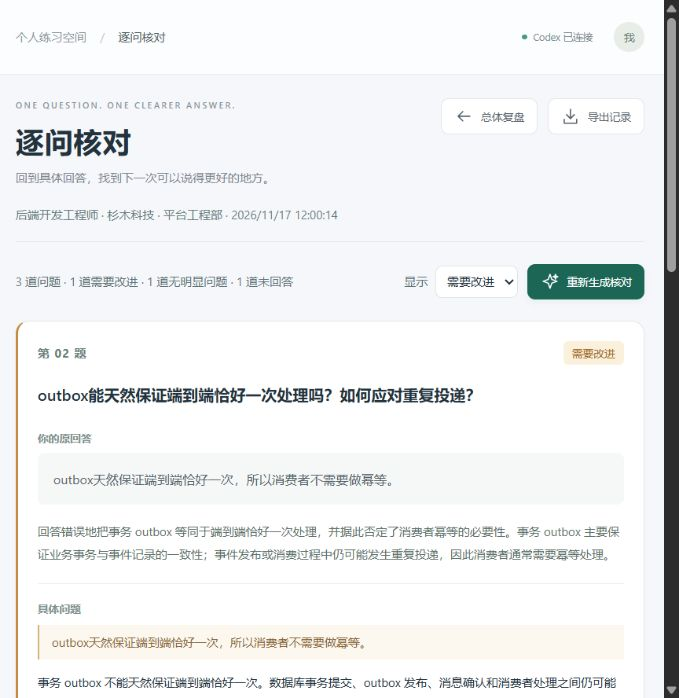 个人练习空间 / 逐问核对
Codex 已连接
我
ONE QUESTION. ONE CLEARER ANSWER.
逐问核对
总体复盘
导出记录
回到具体回答，找到下一次可以说得更好的地方。
后端开发工程师 · 杉木科技 · 平台工程部 · 2026/11/17 12:00:14
3 道问题 · 1 道需要改进 · 1 道无明显问题 · 1 道未回答
显示
需要改进
重新生成核对
第 02 题
需要改进
outbox能天然保证端到端恰好一次处理吗？如何应对重复投递？
你的原回答
outbox天然保证端到端恰好一次，所以消费者不需要做幂等。
回答错误地把事务 outbox 等同于端到端恰好一次处理，并据此否定了消费者幂等的必要性。事务 outbox 主要保
证业务事务与事件记录的一致性；事件发布或消费过程中仍可能发生重复投递，因此消费者通常需要幂等处理。
具体问题
outbox天然保证端到端恰好一次，所以消费者不需要做幂等。
事务 outbox 不能天然保证端到端恰好一次。数据库事务提交、outbox 发布、消息确认和消费者处理之间仍可能